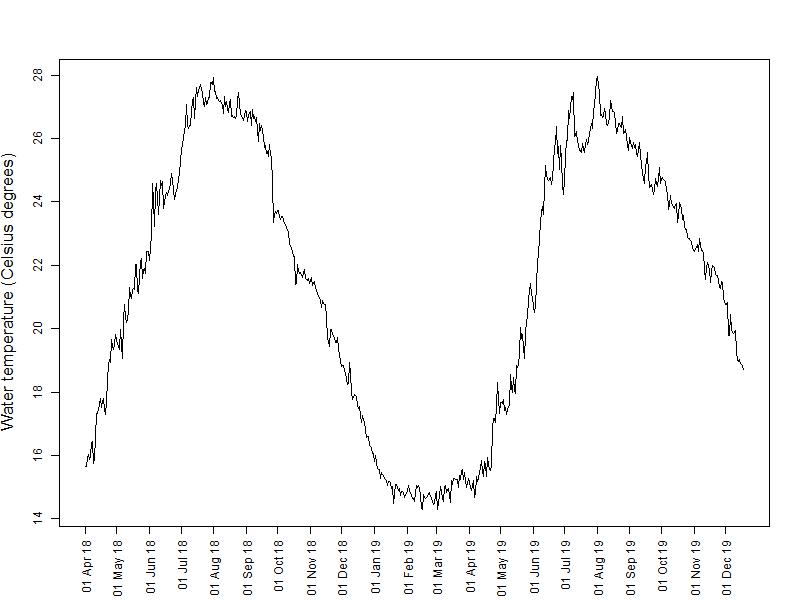 Water temperature (Celsius degrees)
28
26
24
22
20
18
16
14
01 Apr 18
01 May 18
01 Jun 18
01 Jul 18
01 Aug 18
01 Sep 18
01 Oct 18
01 Nov 18
01 Dec 18
01 Jan 19
01 Feb 19
01 Mar 19
01 Apr 19
01 May 19
01 Jun 19
01 Jul 19
01 Aug 19
01 Sep 19
01 Oct 19
01 Nov 19
01 Dec 19